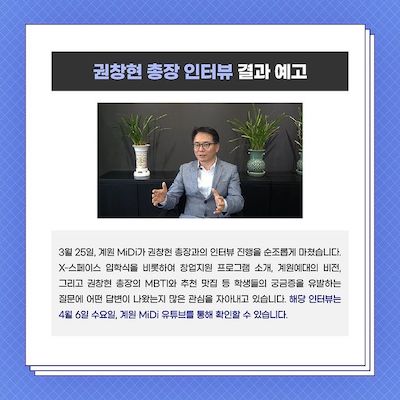 권창현 총장 인터뷰 결과 예고
3월 25일, 계원 MiDi가 권창현 총장과의 인터뷰 진행을 순조롭게 마쳤습니다.
X-스페이스 입학식을 비롯하여 창업지원 프로그램 소개, 계원예대의 비전,
그리고 권창현 총장의 MBTI와 추천 맛집 등 학생들의 궁금증을 유발하는
질문에 어떤 답변이 나왔는지 많은 관심을 자아내고 있습니다. 해당 인터뷰는
4월 6일 수요일, 계원 MiDi 유튜브를 통해 확인할 수 있습니다.